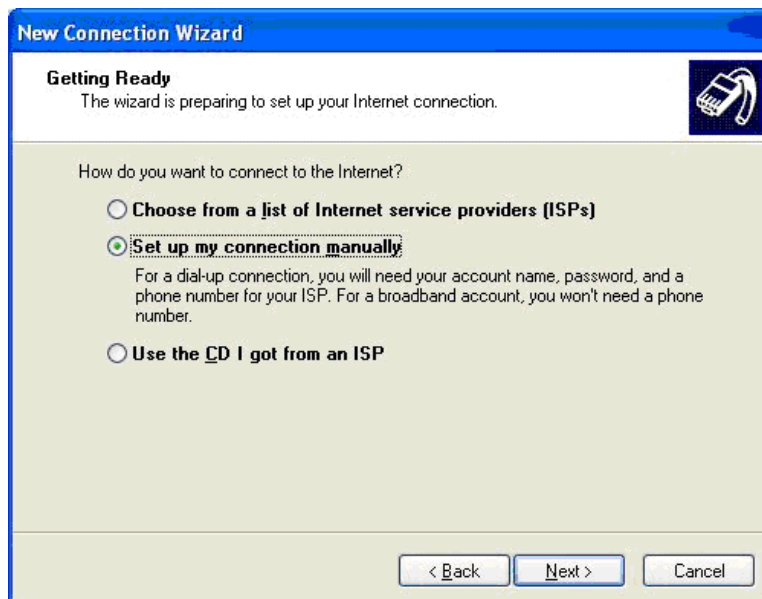 New Connection Wizard
Getting Ready
The wizard is preparing to set up your Internet connection.
How do you want to connect to the Internet?
Choose from a list of Internet service providers (ISPs)
Set up my connection manually
For a dial-up connection, you will need your account name, password, and a
phone number for your ISP. For a broadband account, you won't need a phone
number.
Use the CD I got from an ISP
< Back Next > Cancel